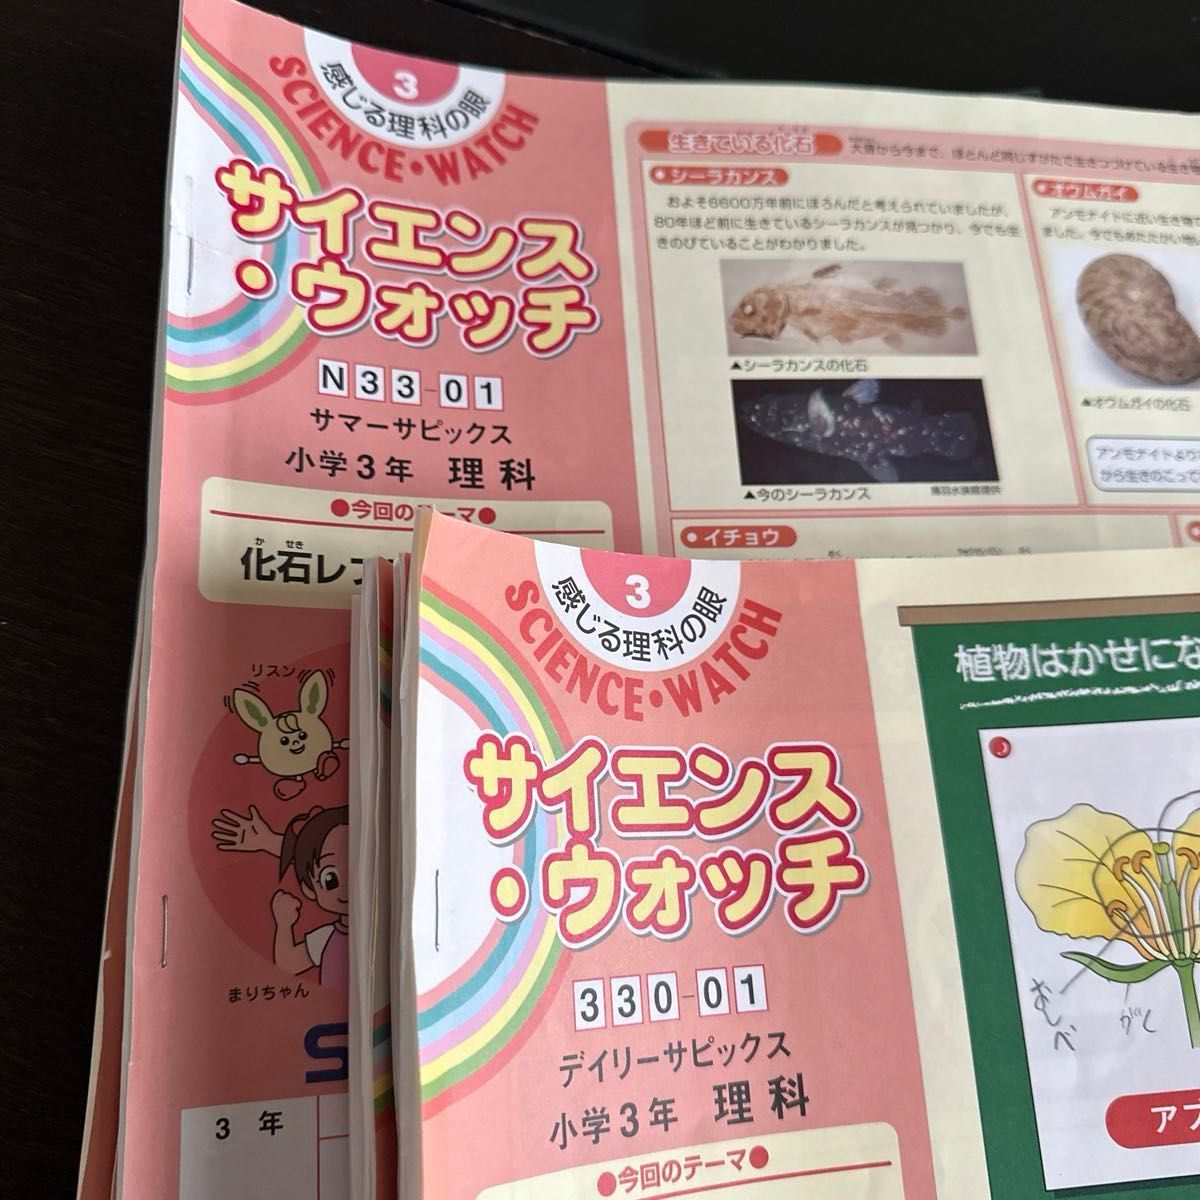 3
感じる理科の眼
SCIENCE・WATCH
サイエンス
・ウォッチ
N33-01
サマーサピックス
小学3年 理科
●今回のテーマ●
化石レプ
かせき
リスン
まりちゃん
S
3 年
生きている化石
大昔から今まで、ほとんど同じすがたで生きつづけている生き物
・シーラカンス
およそ6600万年前にほろんだと考えられていましたが、
80年ほど前に生きているシーラカンスが見つかり、今でも生
きのびていることがわかりました。
▲シーラカンスの化石
▲今のシーラカンス
鳥羽水族館提供
・オウムガイ
アンモナイトに近い生き物
ました。今でもあたたかい
▲オウムガイの化石
アンモナイトより
から生きのこって
・イチョウ
3
感じる理科の眼
SCIENCE・WATCH
サイエンス
・ウォッチ
330-01
デイリーサピックス
小学3年 理科
●今回のテーマ●
植物はかせにな
おしべ
がく
アブ